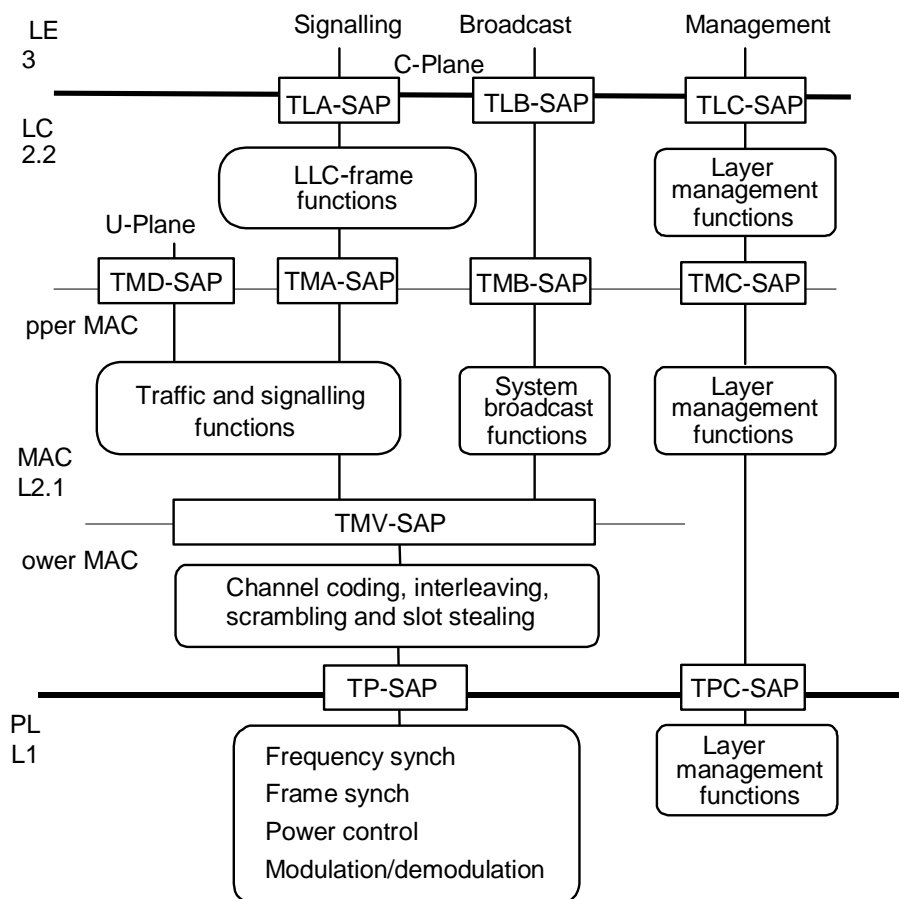 LE
3
Signalling
Broadcast
Management
C-Plane
TLA-SAP
TLB-SAP
TLC-SAP
LC
2.2
LLC-frame
functions
Layer
management
functions
U-Plane
TMD-SAP
TMA-SAP
TMB-SAP
TMC-SAP
pper MAC
Traffic and signalling
functions
System
broadcast
functions
Layer
management
functions
MAC
L2.1
TMV-SAP
ower MAC
Channel coding, interleaving,
scrambling and slot stealing
TP-SAP
TPC-SAP
PL
L1
Frequency synch
Frame synch
Power control
Modulation/demodulation
Layer
management
functions